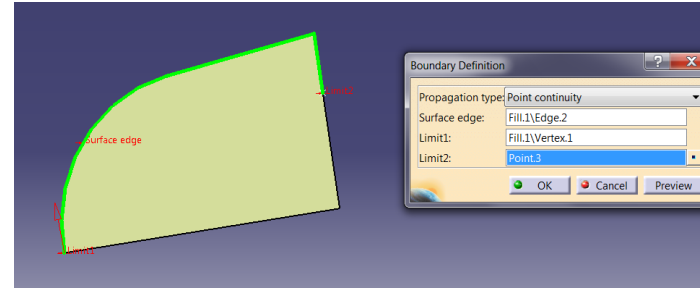 Boundary Definition
?
X
Propagation type: Point continuity
Surface edge: Fill.1\Edge.2
Limit1: Fill.1\Vertex.1
Limit2: Point.3
OK Cancel Preview
Surface edge
Limit1